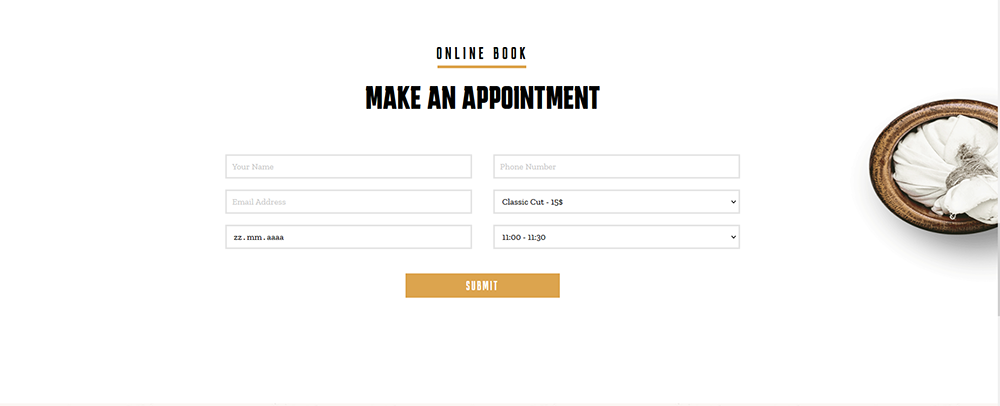 ONLINE BOOK
MAKE AN APPOINTMENT
Your Name
Phone Number
Email Address
Classic Cut - 15$
zz.mm.aaaa
11:00 - 11:30
SUBMIT